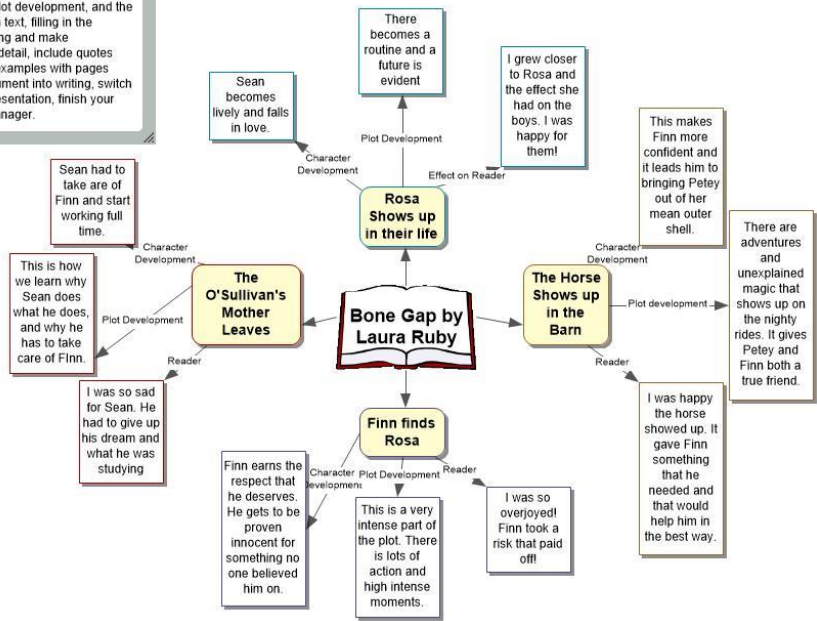 lot development, and the
text, filling in the
ng and make
detail, include quotes
xamples with pages
ument into writing, switch
esentation, finish your
nager.
There
becomes a
routine and a
future is
evident
Sean
becomes
lively and falls
in love.
I grew closer
to Rosa and
the effect she
had on the
boys. I was
happy for
them!
Plot Development
Character
Development
Effect on Reader
Rosa
Shows up
in their life
This makes
Finn more
confident and
it leads him to
bringing Petey
out of her
mean outer
shell.
Sean had to
take are of
Finn and start
working full
time.
Character
Development
This is how
we learn why
Sean does
what he does,
and why he
has to take
care of FInn.
Plot Development
The
O'Sullivan's
Mother
Leaves
Reader
I was so sad
for Sean. He
had to give up
his dream and
what he was
studying
Bone Gap by
Laura Ruby
The Horse
Shows up
in the
Barn
Character
Development
Plot development
There are
adventures
and
unexplained
magic that
shows up on
the nighty
rides. It gives
Petey and
Finn both a
true friend.
Reader
I was happy
the horse
showed up. It
gave Finn
something
that he
needed and
that would
help him in
the best way.
Finn finds
Rosa
Character
Development
Plot Development
Reader
Finn earns the
respect that
he deserves.
He gets to be
proven
innocent for
something no
one believed
him on.
This is a very
intense part of
the plot. There
is lots of
action and
high intense
moments.
I was so
overjoyed!
Finn took a
risk that paid
off!